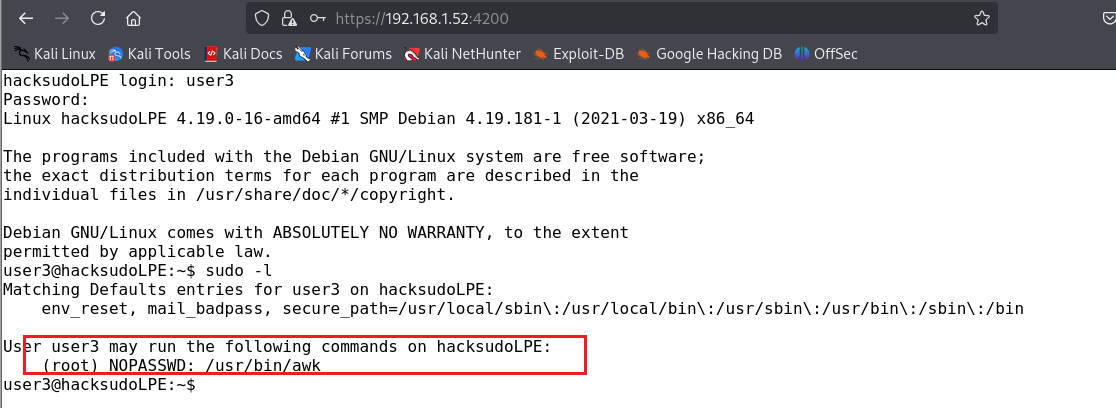 https://192.168.1.52:4200
Kali Linux Kali Tools Kali Docs Kali Forums Kali NetHunter Exploit-DB Google Hacking DB OffSec
hacksudoLPE login: user3
Password:
Linux hacksudoLPE 4.19.0-16-amd64 #1 SMP Debian 4.19.181-1 (2021-03-19) x86_64

The programs included with the Debian GNU/Linux system are free software;
the exact distribution terms for each program are described in the
individual files in /usr/share/doc/*/copyright.

Debian GNU/Linux comes with ABSOLUTELY NO WARRANTY, to the extent
permitted by applicable law.
user3@hacksudoLPE:~$ sudo -l
Matching Defaults entries for user3 on hacksudoLPE:
    env_reset, mail_badpass, secure_path=/usr/local/sbin\:/usr/local/bin\:/usr/sbin\:/usr/bin\:/sbin\:/bin

User user3 may run the following commands on hacksudoLPE:
    (root) NOPASSWD: /usr/bin/awk
user3@hacksudoLPE:~$